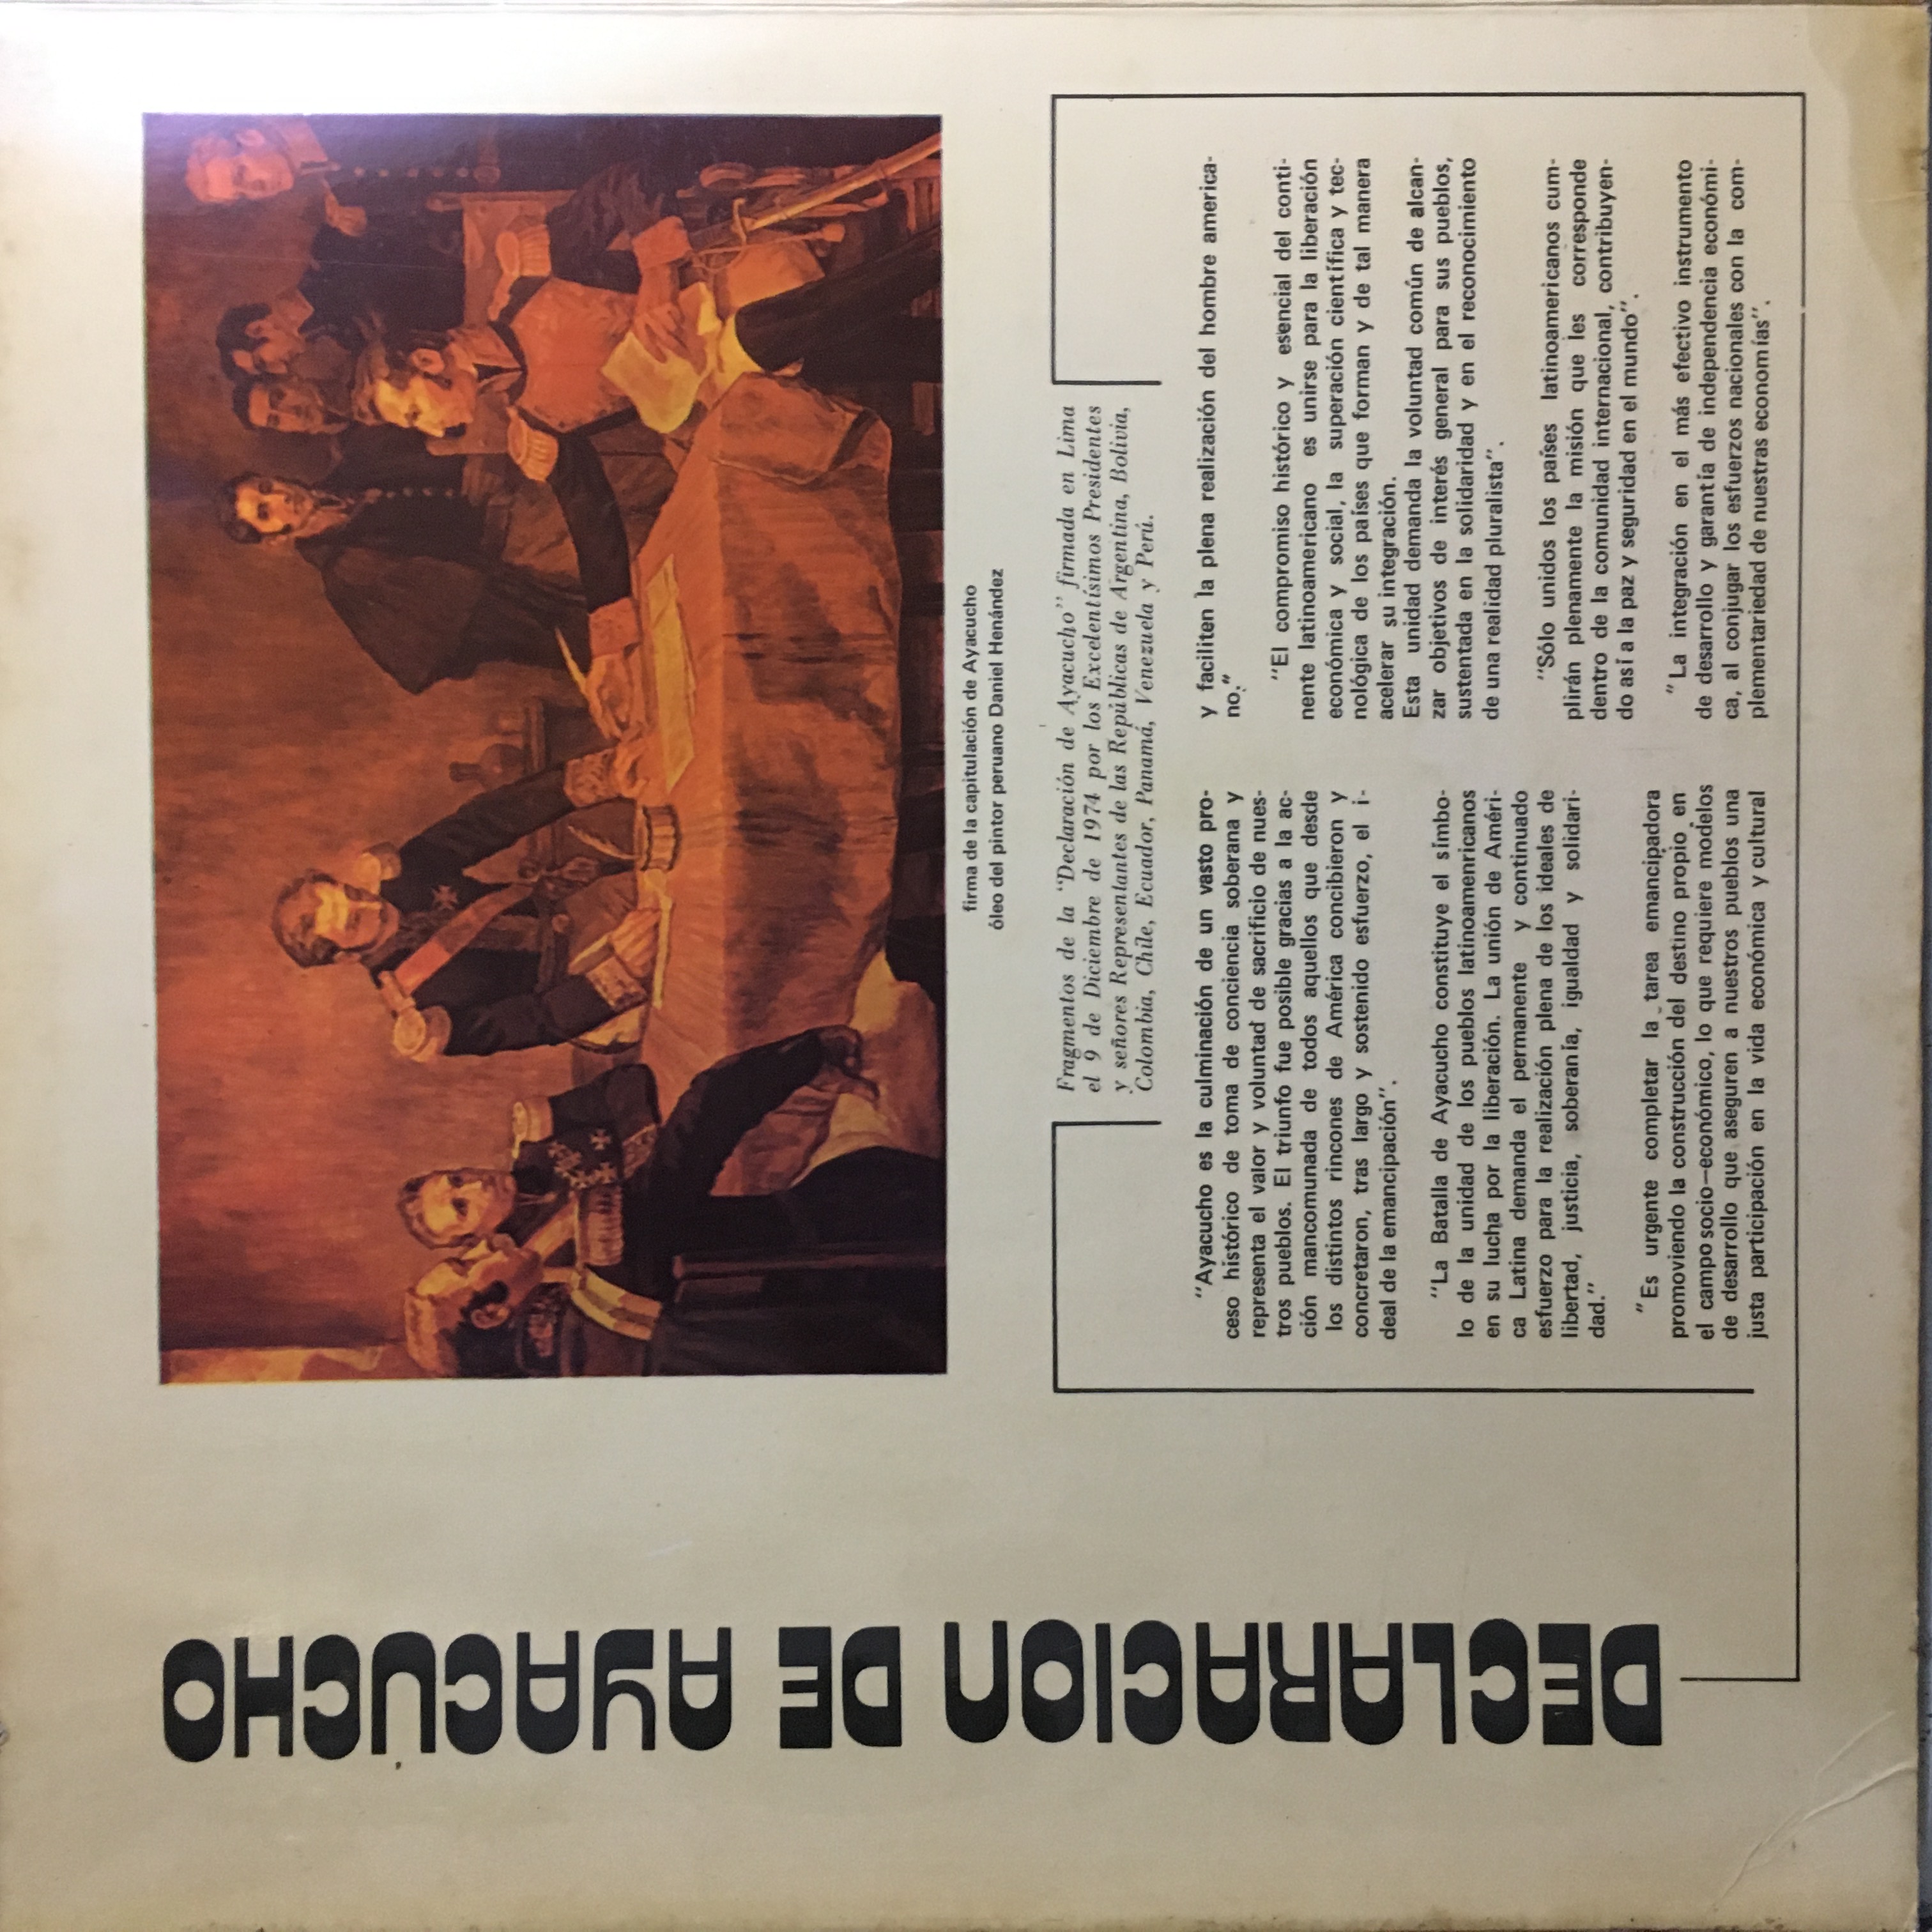 DECLARACION DE AYACUCHO
firma de la capitulación de Ayacucho
óleo del pintor peruano Daniel Henández
Fragmentos de la “Declaración de Ayacucho” firmada en Lima
el 9 de Diciembre de 1974 por los Excelentísimos Presidentes
y señores Representantes de las Repúblicas de Argentina, Bolivia,
Colombia, Chile, Ecuador, Panamá, Venezuela y Perú.
“Ayacucho es la culminación de un vasto pro-
ceso histórico de toma de conciencia soberana y
representa el valor y voluntad de sacrificio de nues-
tros pueblos. El triunfo fue posible gracias a la ac-
ción mancomunada de todos aquellos que desde
los distintos rincones de América concibieron y
concretaron, tras largo y sostenido esfuerzo, el i-
deal de la emancipación”.
“La Batalla de Ayacucho constituye el símbo-
lo de la unidad de los pueblos latinoamenricanos
en su lucha por la liberación. La unión de Améri-
ca Latina demanda el permanente y continuado
esfuerzo para la realización plena de los ideales de
libertad, justicia, soberanía, igualdad y solidari-
dad.”
“Es urgente completar la tarea emancipadora
promoviendo la construcción del destino propio en
el campo socio—económico, lo que requiere modelos
de desarrollo que aseguren a nuestros pueblos una
justa participación en la vida económica y cultural
y faciliten la plena realización del hombre america-
no.”
“El compromiso histórico y esencial del conti-
nente latinoamericano es unirse para la liberación
económica y social, la superación científica y tec-
nológica de los países que forman y de tal manera
acelerar su integración.
Esta unidad demanda la voluntad común de alcan-
zar objetivos de interés general para sus pueblos,
sustentada en la solidaridad y en el reconocimiento
de una realidad pluralista”.
“Sólo unidos los países latinoamericanos cum-
plirán plenamente la misión que les corresponde
dentro de la comunidad internacional, contribuyen-
do así a la paz y seguridad en el mundo”.
“La integración en el más efectivo instrumento
de desarrollo y garantía de independencia económi-
ca, al conjugar los esfuerzos nacionales con la com-
plementariedad de nuestras economías”.